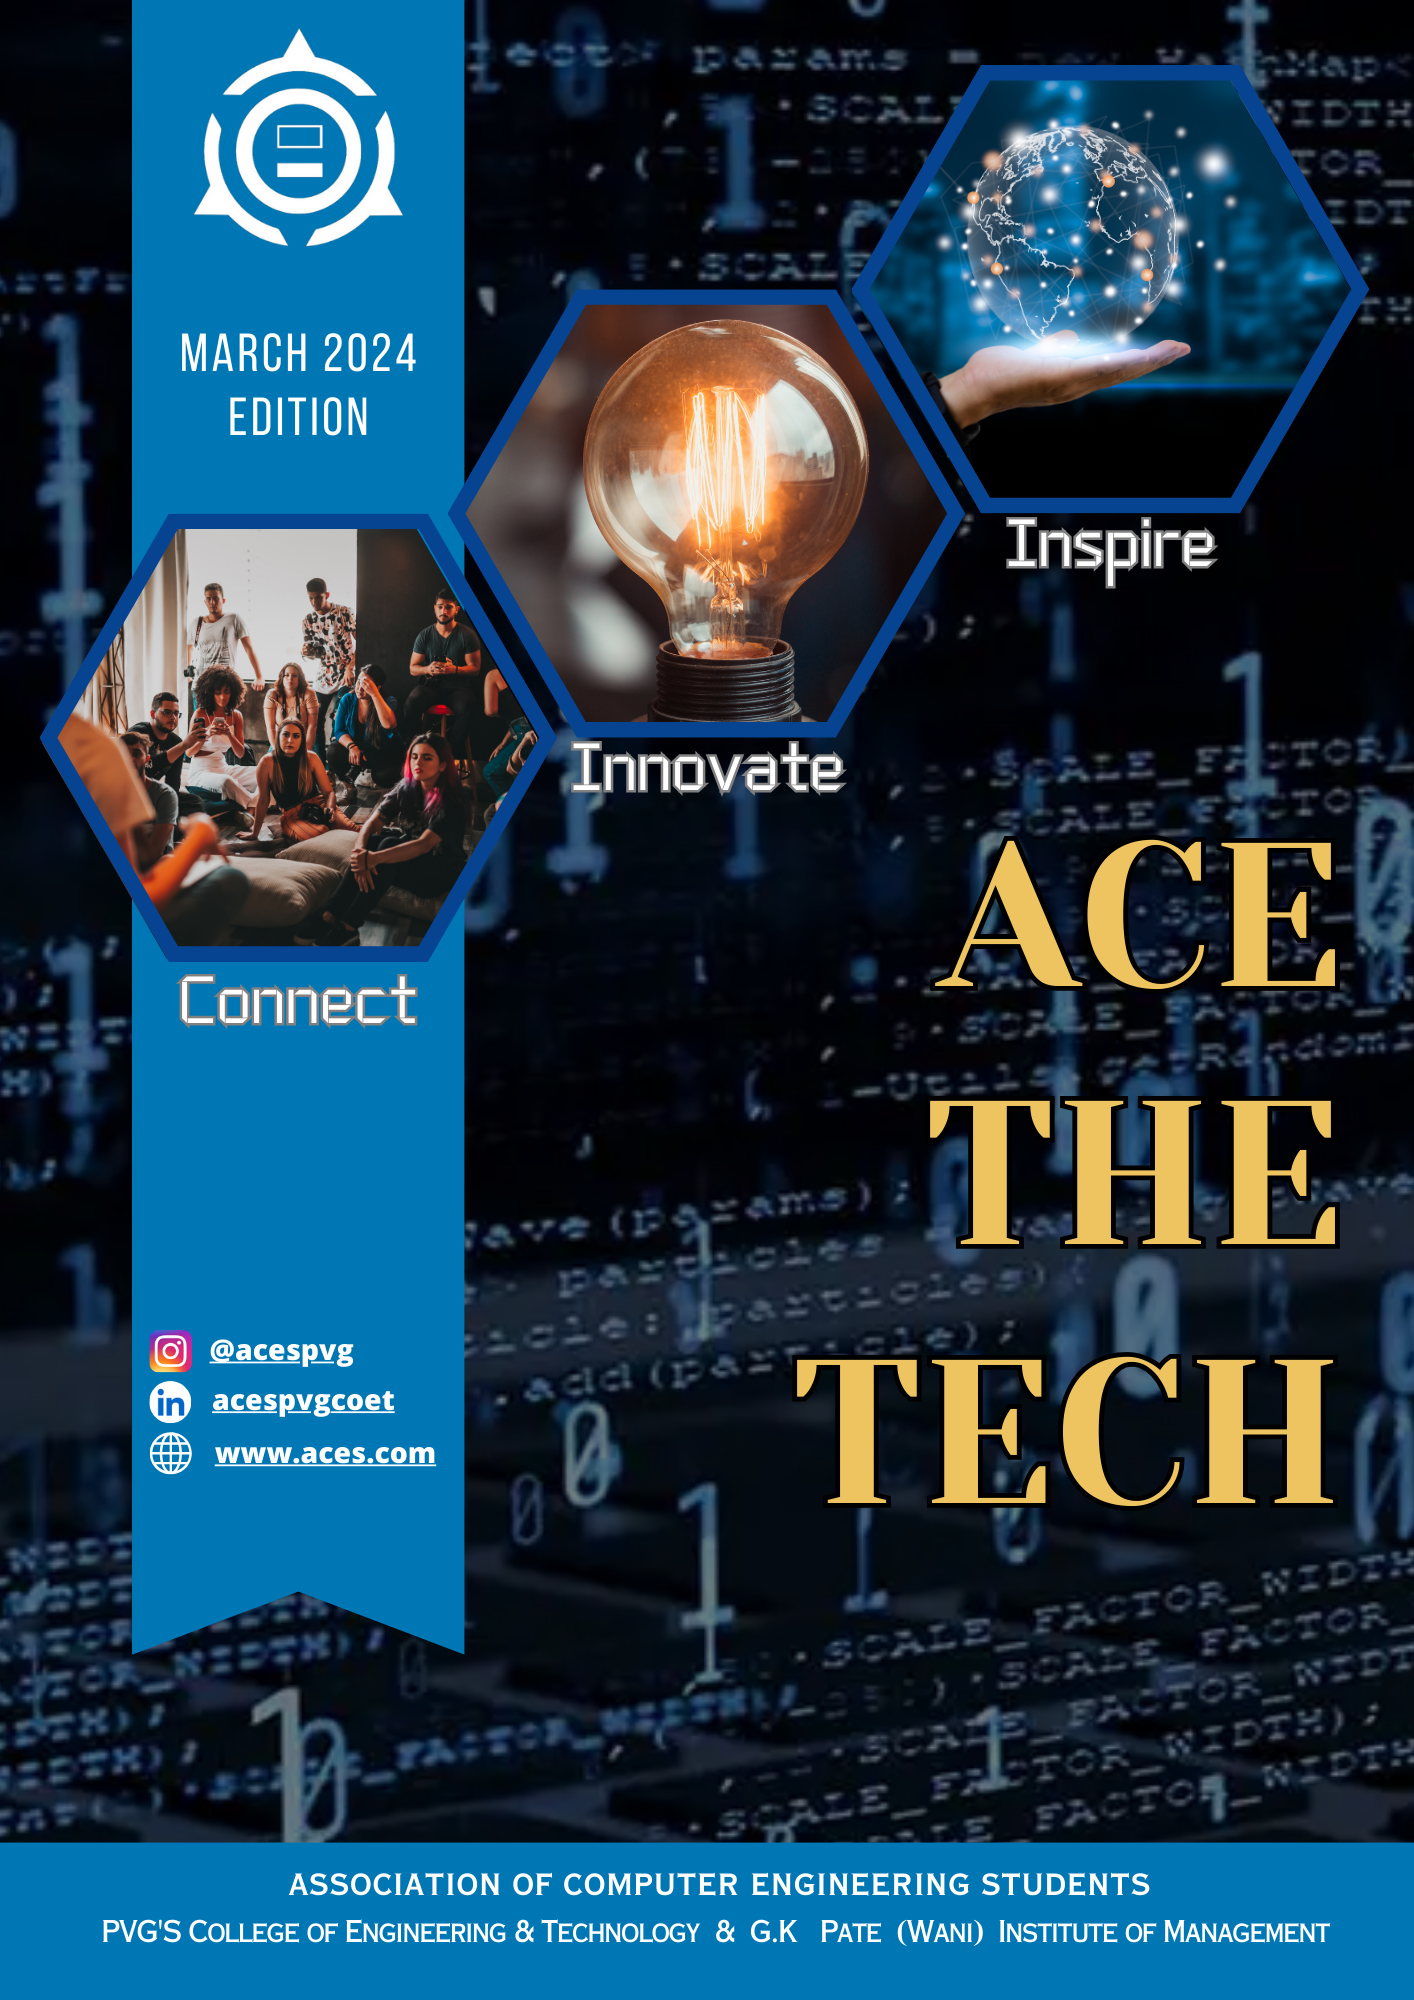 MARCH 2024
EDITION
Inspire
Innovate
Connect
ACE
THE
TECH
@acespvg
acespvgcoet
www.aces.com
ASSOCIATION OF COMPUTER ENGINEERING STUDENTS
PVG'S COLLEGE OF ENGINEERING & TECHNOLOGY & G.K PATE (WANI) INSTITUTE OF MANAGEMENT